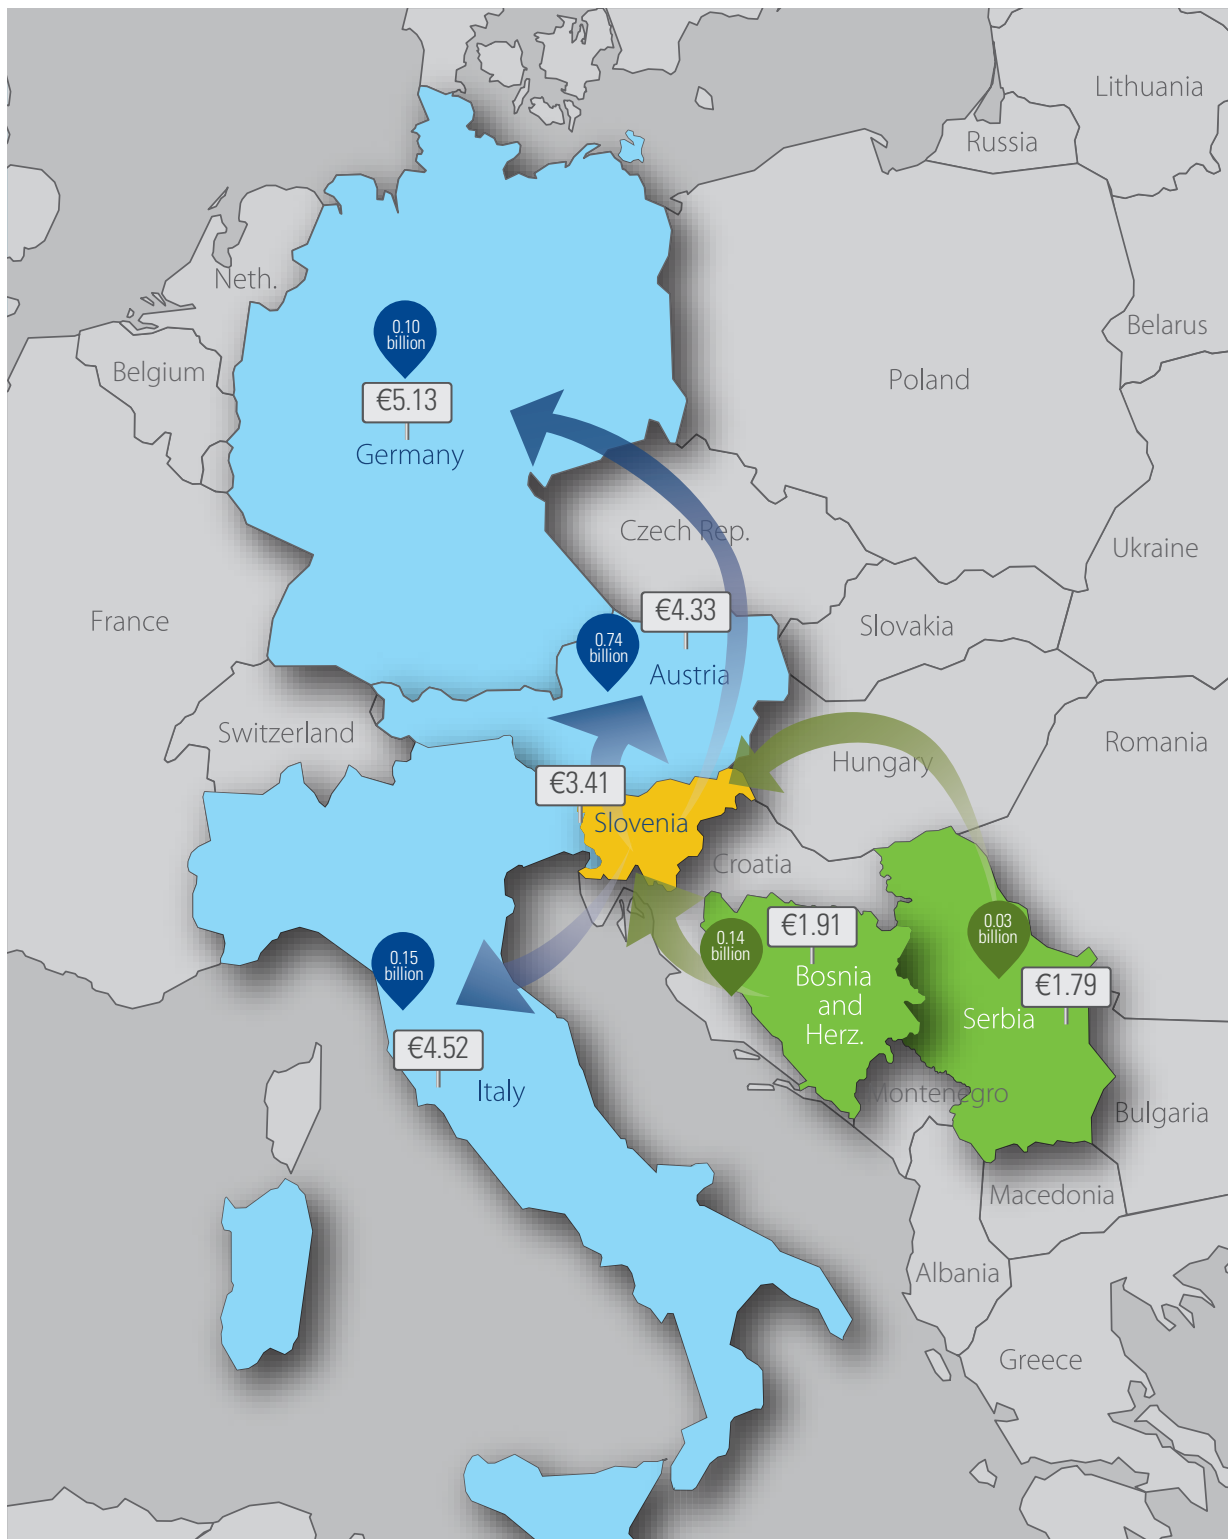 Lithuania
Russia
Neth.
0.10
billion
Belarus
Belgium
Poland
€5.13
Germany
Czech Rep.
Ukraine
€4.33
France
Slovakia
0.74
billion
Austria
Switzerland
Romania
Hungary
€3.41
Slovenia
Croatia
€1.91
0.03
billion
0.14
billion
0.15
billion
Bosnia
and
Herz.
€1.79
Serbia
€4.52
Italy
Montenegro
Bulgaria
Macedonia
Albania
Greece